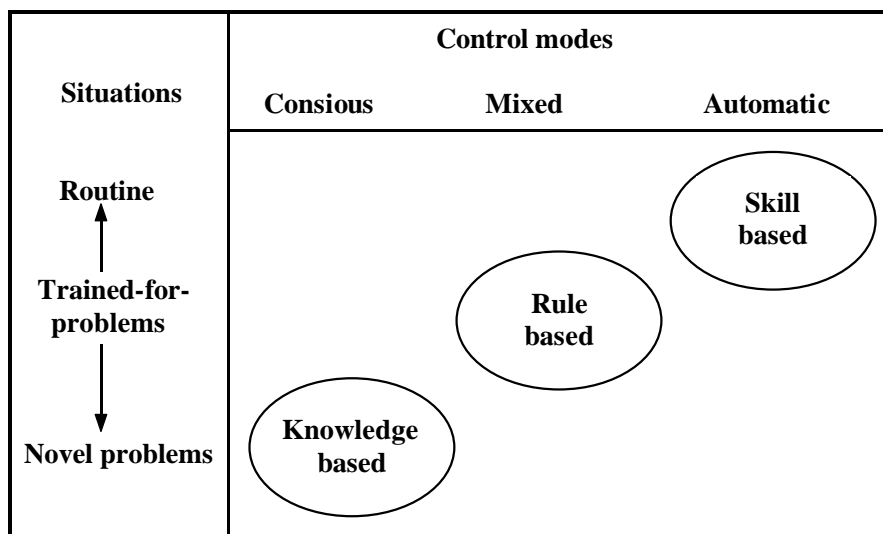 Control modes
Situations
Consious
Mixed
Automatic
Routine
Skill
based
Trained-for-
problems
Rule
based
Novel problems
Knowledge
based